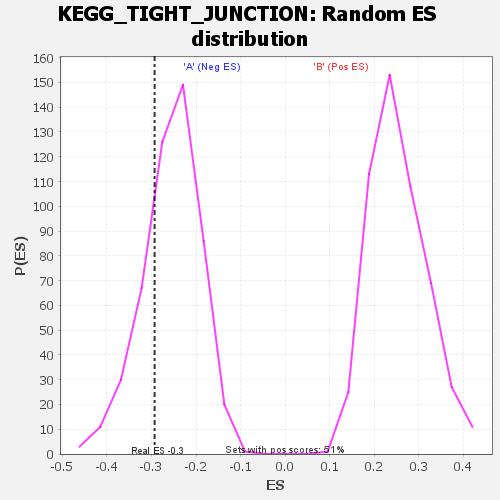 KEGG_TIGHT_JUNCTION: Random ES
distribution
'A' (Neg ES) 'B' (Pos ES)
160
150
140
130
120
110
100
90
80
70
60
50
40
30
20
10
0
P(ES)
Real ES -0.3 Sets with pos scores: 51%
-0.5 -0.4 -0.3 -0.2 -0.1 0.0 0.1 0.2 0.3 0.4
ES